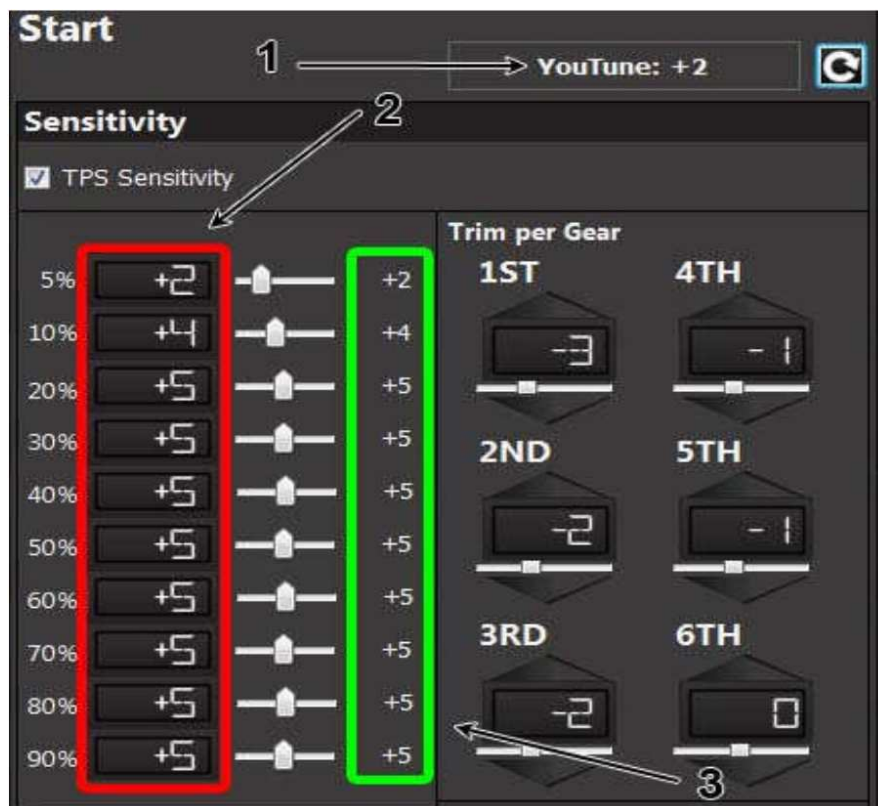 Start
1
YouTune: +2
2
Sensitivity
TPS Sensitivity
5% +2 +2
10% +4 +4
20% +5 +5
30% +5 +5
40% +5 +5
50% +5 +5
60% +5 +5
70% +5 +5
80% +5 +5
90% +5 +5
Trim per Gear
1ST 4TH
-3 -1
2ND 5TH
-2 -1
3RD 6TH
-2 0
3